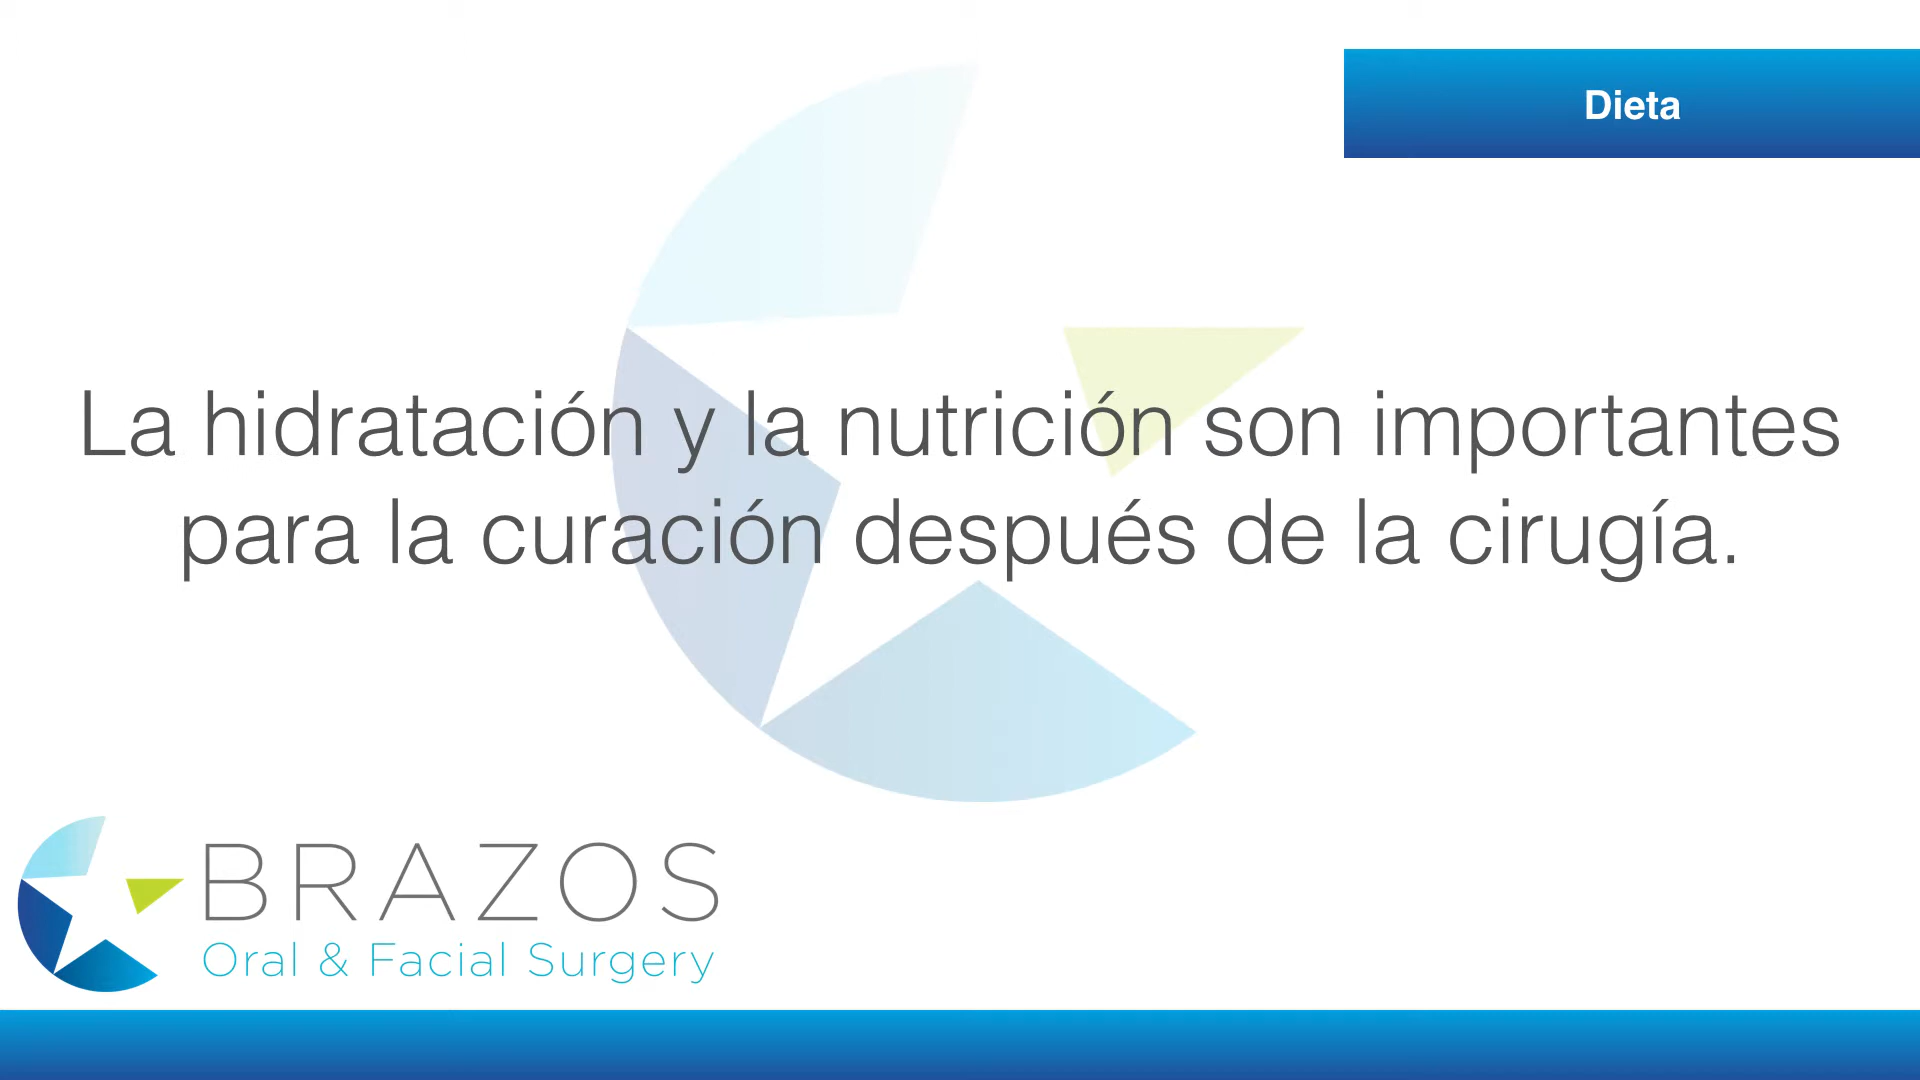 Dieta
La hidratación y la nutrición son importantes
para la curación después de la cirugía.
BRAZOS
Oral & Facial Surgery